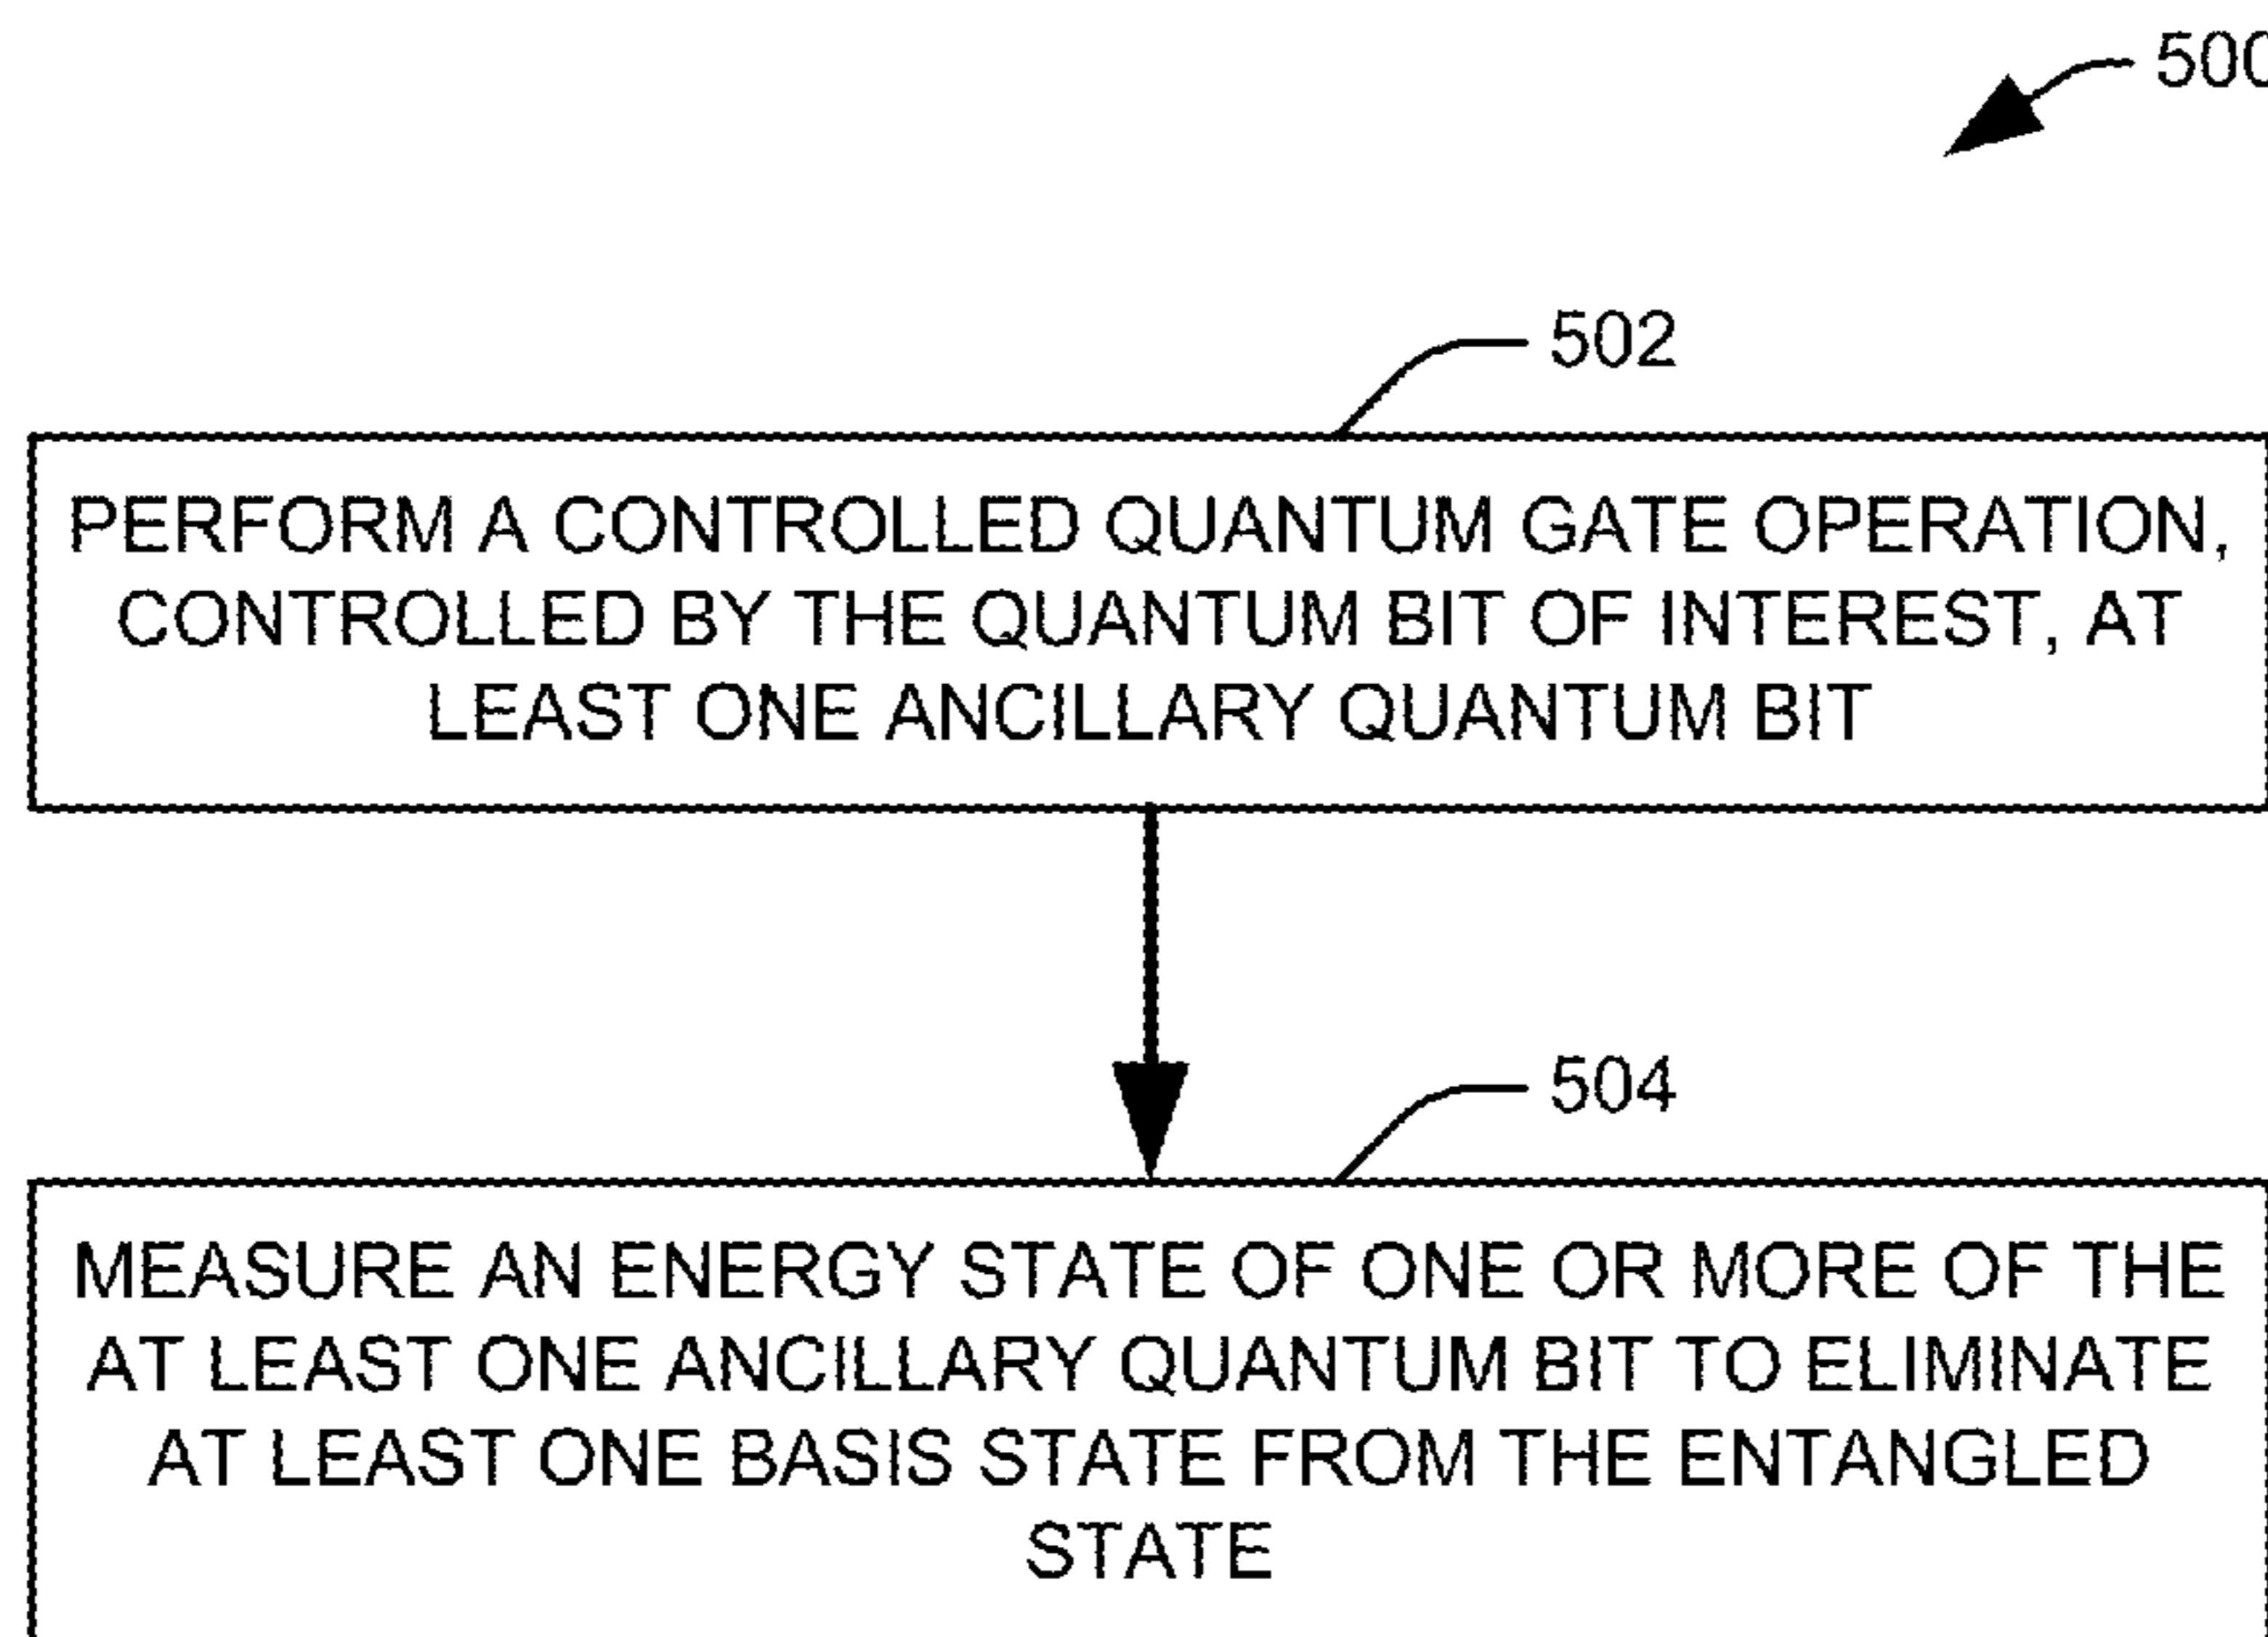 500
502
PERFORM A CONTROLLED QUANTUM GATE OPERATION,
CONTROLLED BY THE QUANTUM BIT OF INTEREST, AT
LEAST ONE ANCILLARY QUANTUM BIT
504
MEASURE AN ENERGY STATE OF ONE OR MORE OF THE
AT LEAST ONE ANCILLARY QUANTUM BIT TO ELIMINATE
AT LEAST ONE BASIS STATE FROM THE ENTANGLED
STATE